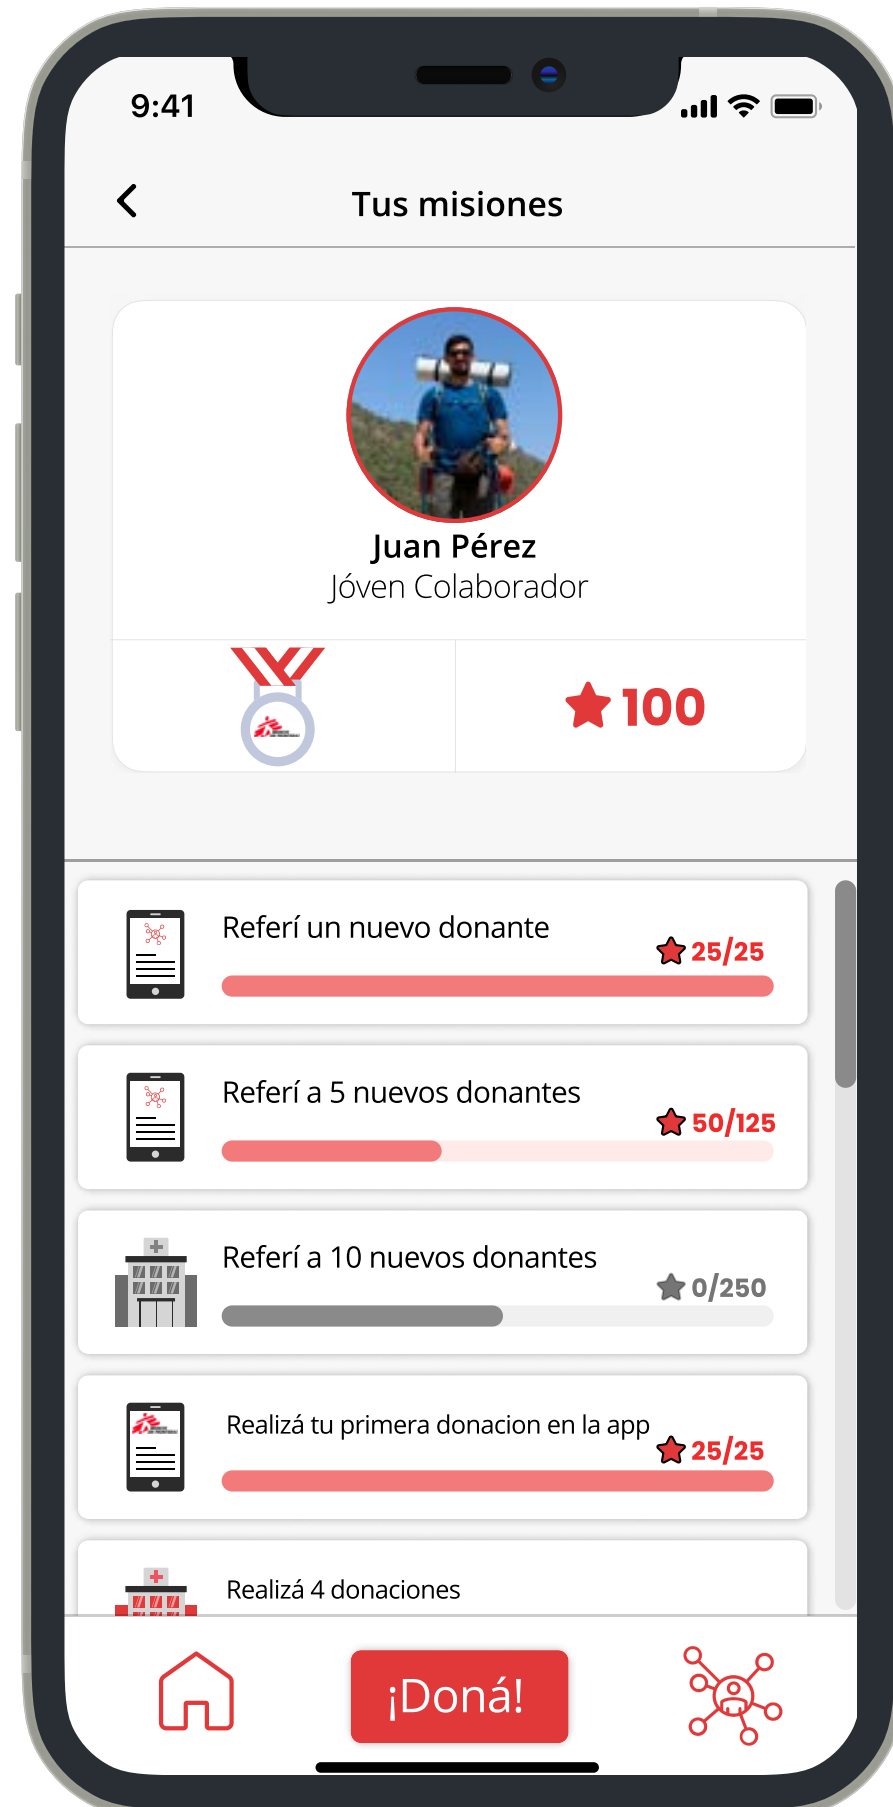 9:41
Tus misiones
Juan Pérez
Jóven Colaborador
100
Referí un nuevo donante
25/25
Referí a 5 nuevos donantes
50/125
Referí a 10 nuevos donantes
0/250
Realizá tu primera donacion en la app
25/25
Realizá 4 donaciones
¡Doná!